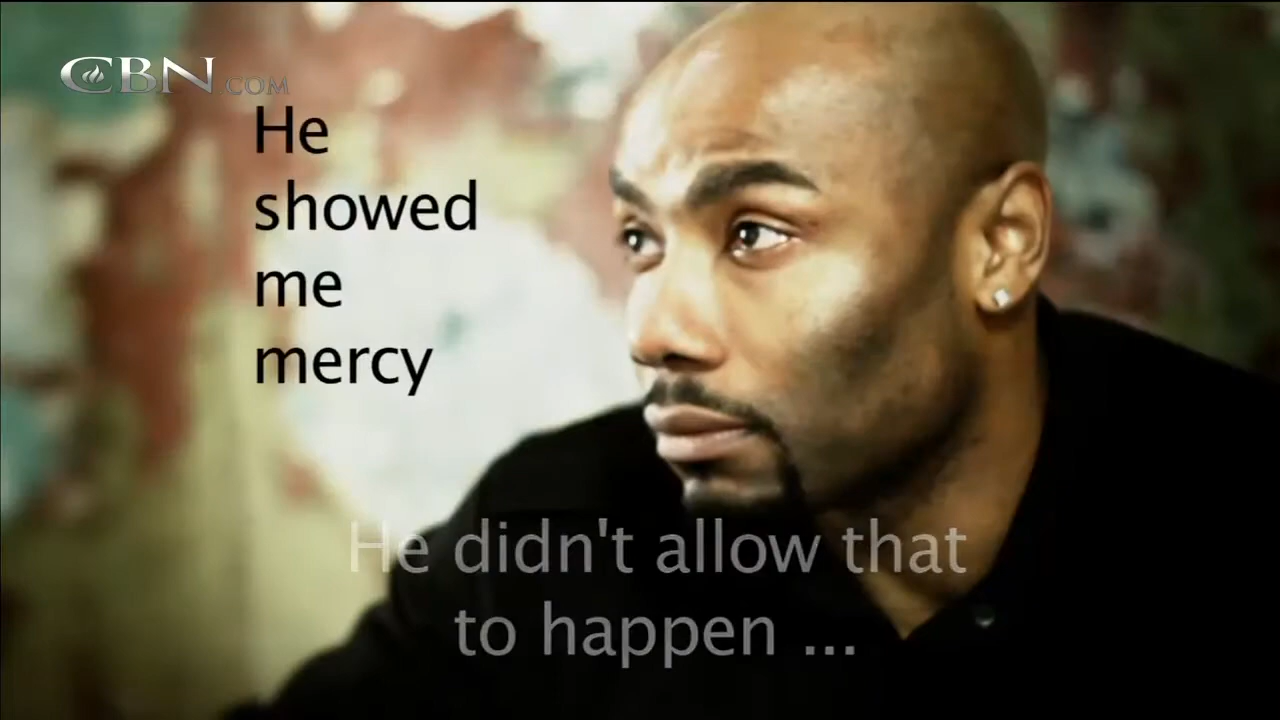 CBN.COM
He
showed
me
mercy
He didn't allow that
to happen ...